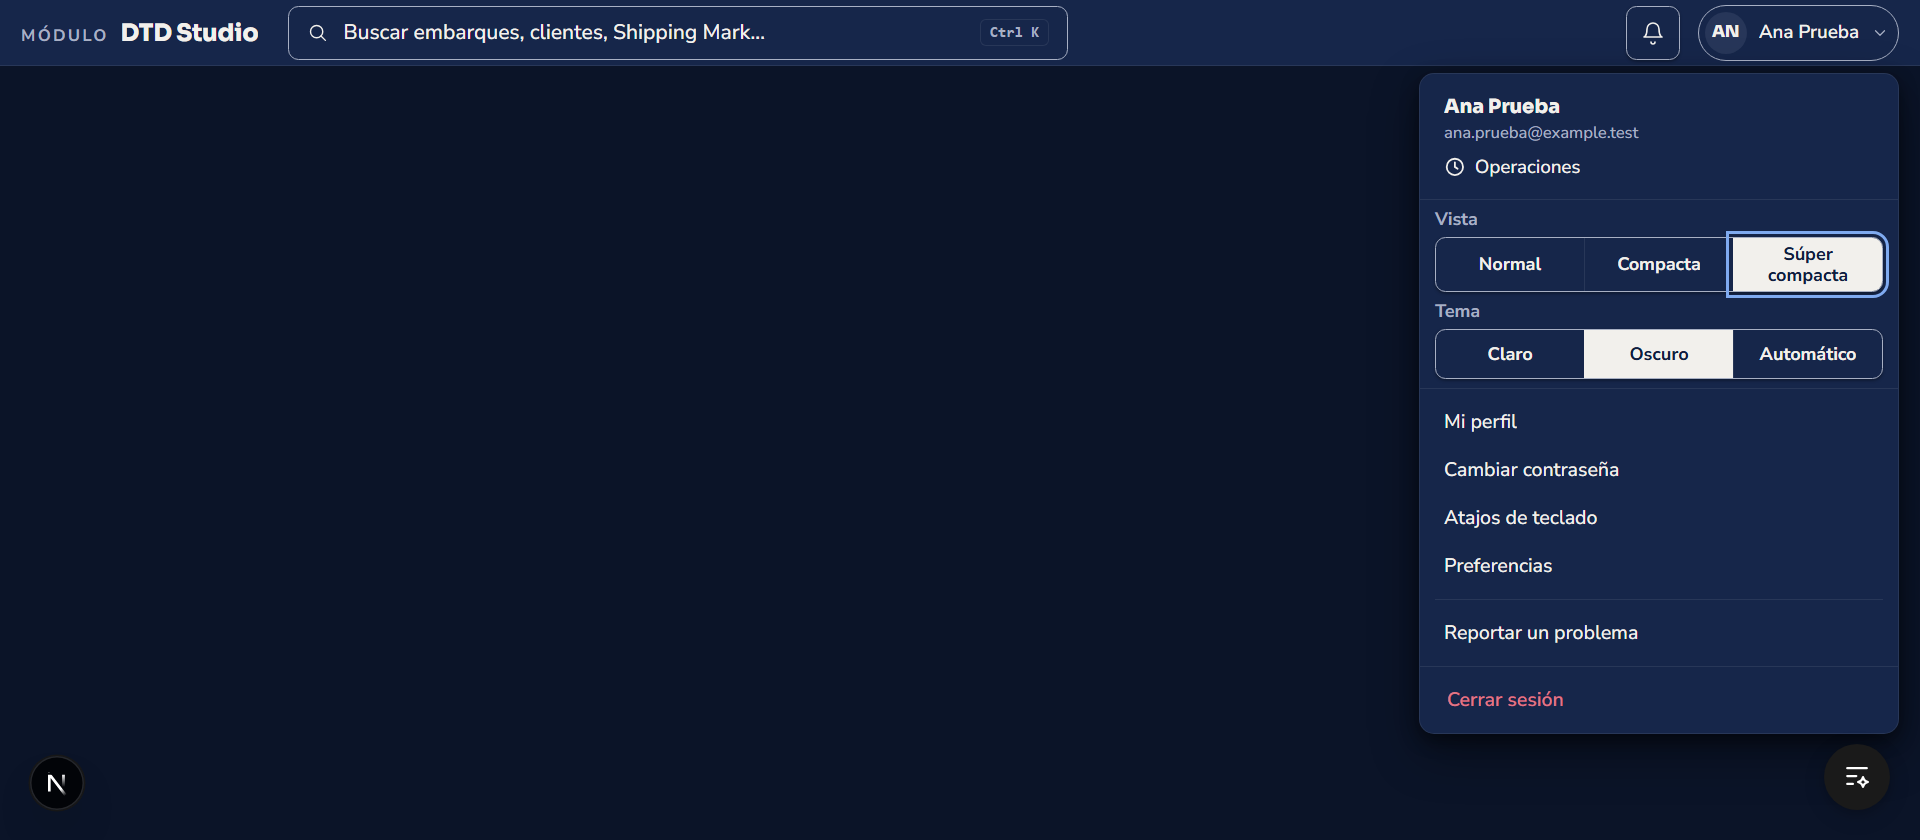 MÓDULO DTD Studio
Buscar embarques, clientes, Shipping Mark...
Ctrl K
AN
Ana Prueba
Ana Prueba
ana.prueba@example.test
Operaciones
Vista
Normal
Compacta
Súper
compacta
Tema
Claro
Oscuro
Automático
Mi perfil
Cambiar contraseña
Atajos de teclado
Preferencias
Reportar un problema
Cerrar sesión
N